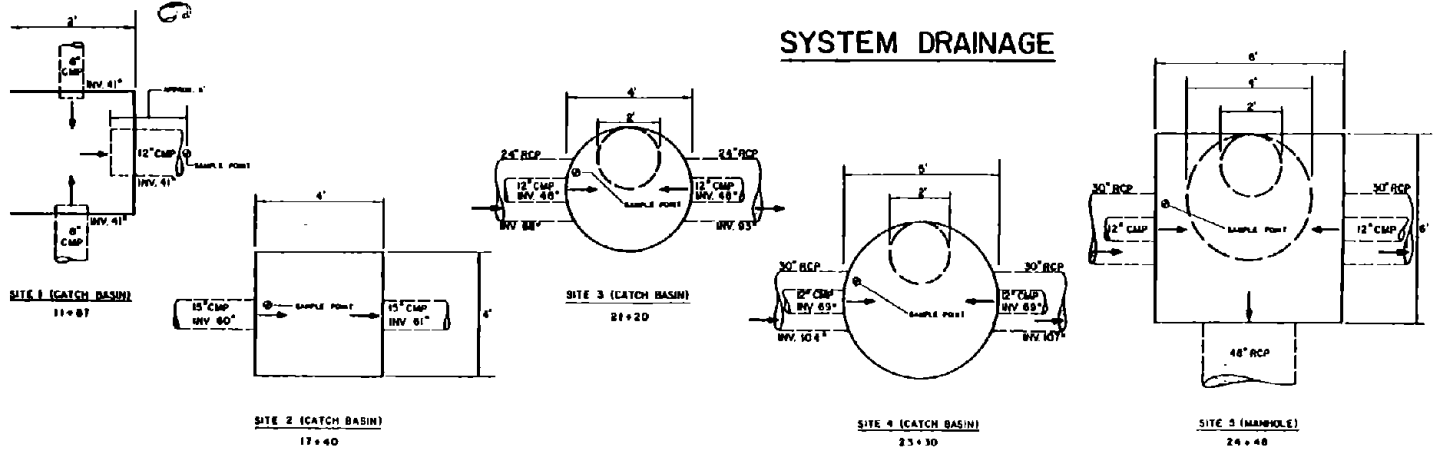 SYSTEM DRAINAGE
2'
CMP
INV. 41"
APPROX.
12" CMP
SAMPLE POINT
INV. 41"
INV. 41"
CMP
SITE 1 (CATCH BASIN)
11+87
4'
15" CMP
INV 60"
SAMPLE POINT
15" CMP
INV 61"
4'
SITE 2 (CATCH BASIN)
17+40
4'
2'
24" RCP
24" RCP
12" CMP
INV 48"
12" CMP
INV 48"
SAMPLE POINT
INV
INV. 93"
SITE 3 (CATCH BASIN)
21+20
5'
2'
30" RCP
30" RCP
12" CMP
INV 69"
12" CMP
INV 69"
SAMPLE POINT
INV. 104"
INV. 107"
SITE 4 (CATCH BASIN)
23+30
6'
4'
2'
30" RCP
30" RCP
12" CMP
SAMPLE POINT
12" CMP
6'
48" RCP
SITE 5 (MANHOLE)
24+48